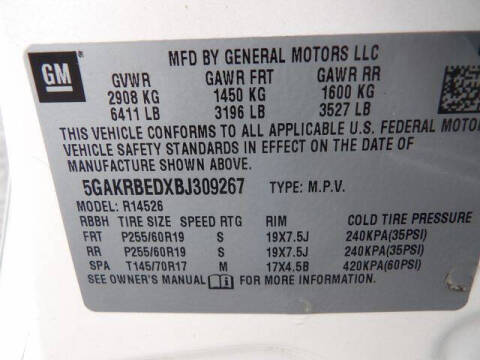 GM
MFD BY GENERAL MOTORS LLC
GVWR GAWR FRT GAWR RR
2908 KG 1450 KG 1600 KG
6411 LB 3196 LB 3527 LB
THIS VEHICLE CONFORMS TO ALL APPLICABLE U.S. FEDERAL MOTOR
VEHICLE SAFETY STANDARDS IN EFFECT ON THE DATE OF
MANUFACTURE SHOWN ABOVE.
5GAKRBEDXBJ309267 TYPE: M.P.V.
MODEL: R14526
RBBH TIRE SIZE SPEED RTG RIM COLD TIRE PRESSURE
FRT P255/60R19 S 19X7.5J 240KPA(35PSI)
RR P255/60R19 S 19X7.5J 240KPA(35PSI)
SPA T145/70R17 M 17X4.5B 420KPA(60PSI)
SEE OWNER'S MANUAL FOR MORE INFORMATION.